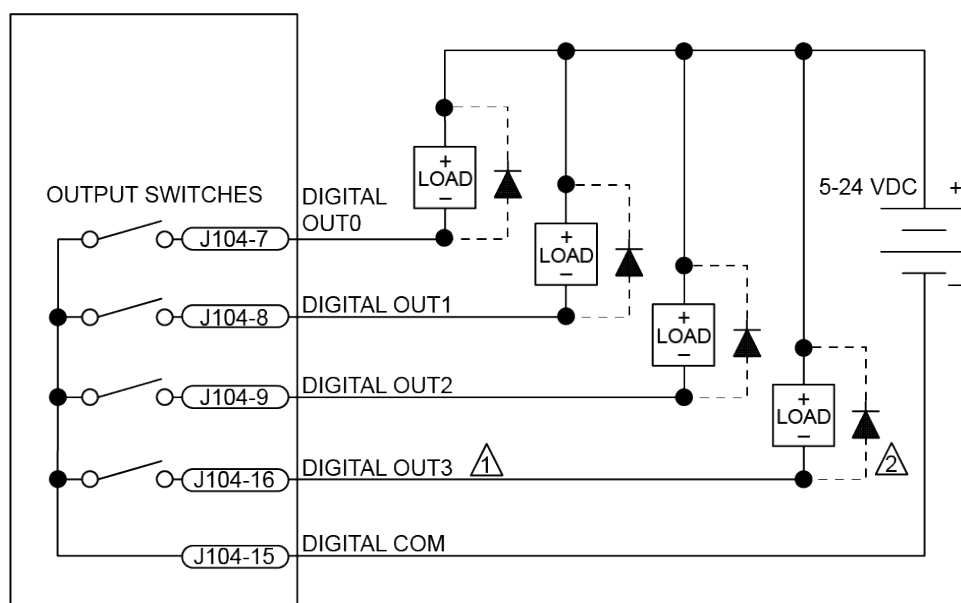 OUTPUT SWITCHES
DIGITAL
OUT0
J104-7
+
LOAD
−
5-24 VDC
+
−
J104-8
DIGITAL OUT1
+
LOAD
−
J104-9
DIGITAL OUT2
+
LOAD
−
J104-16
DIGITAL OUT3
1
+
LOAD
−
2
J104-15
DIGITAL COM